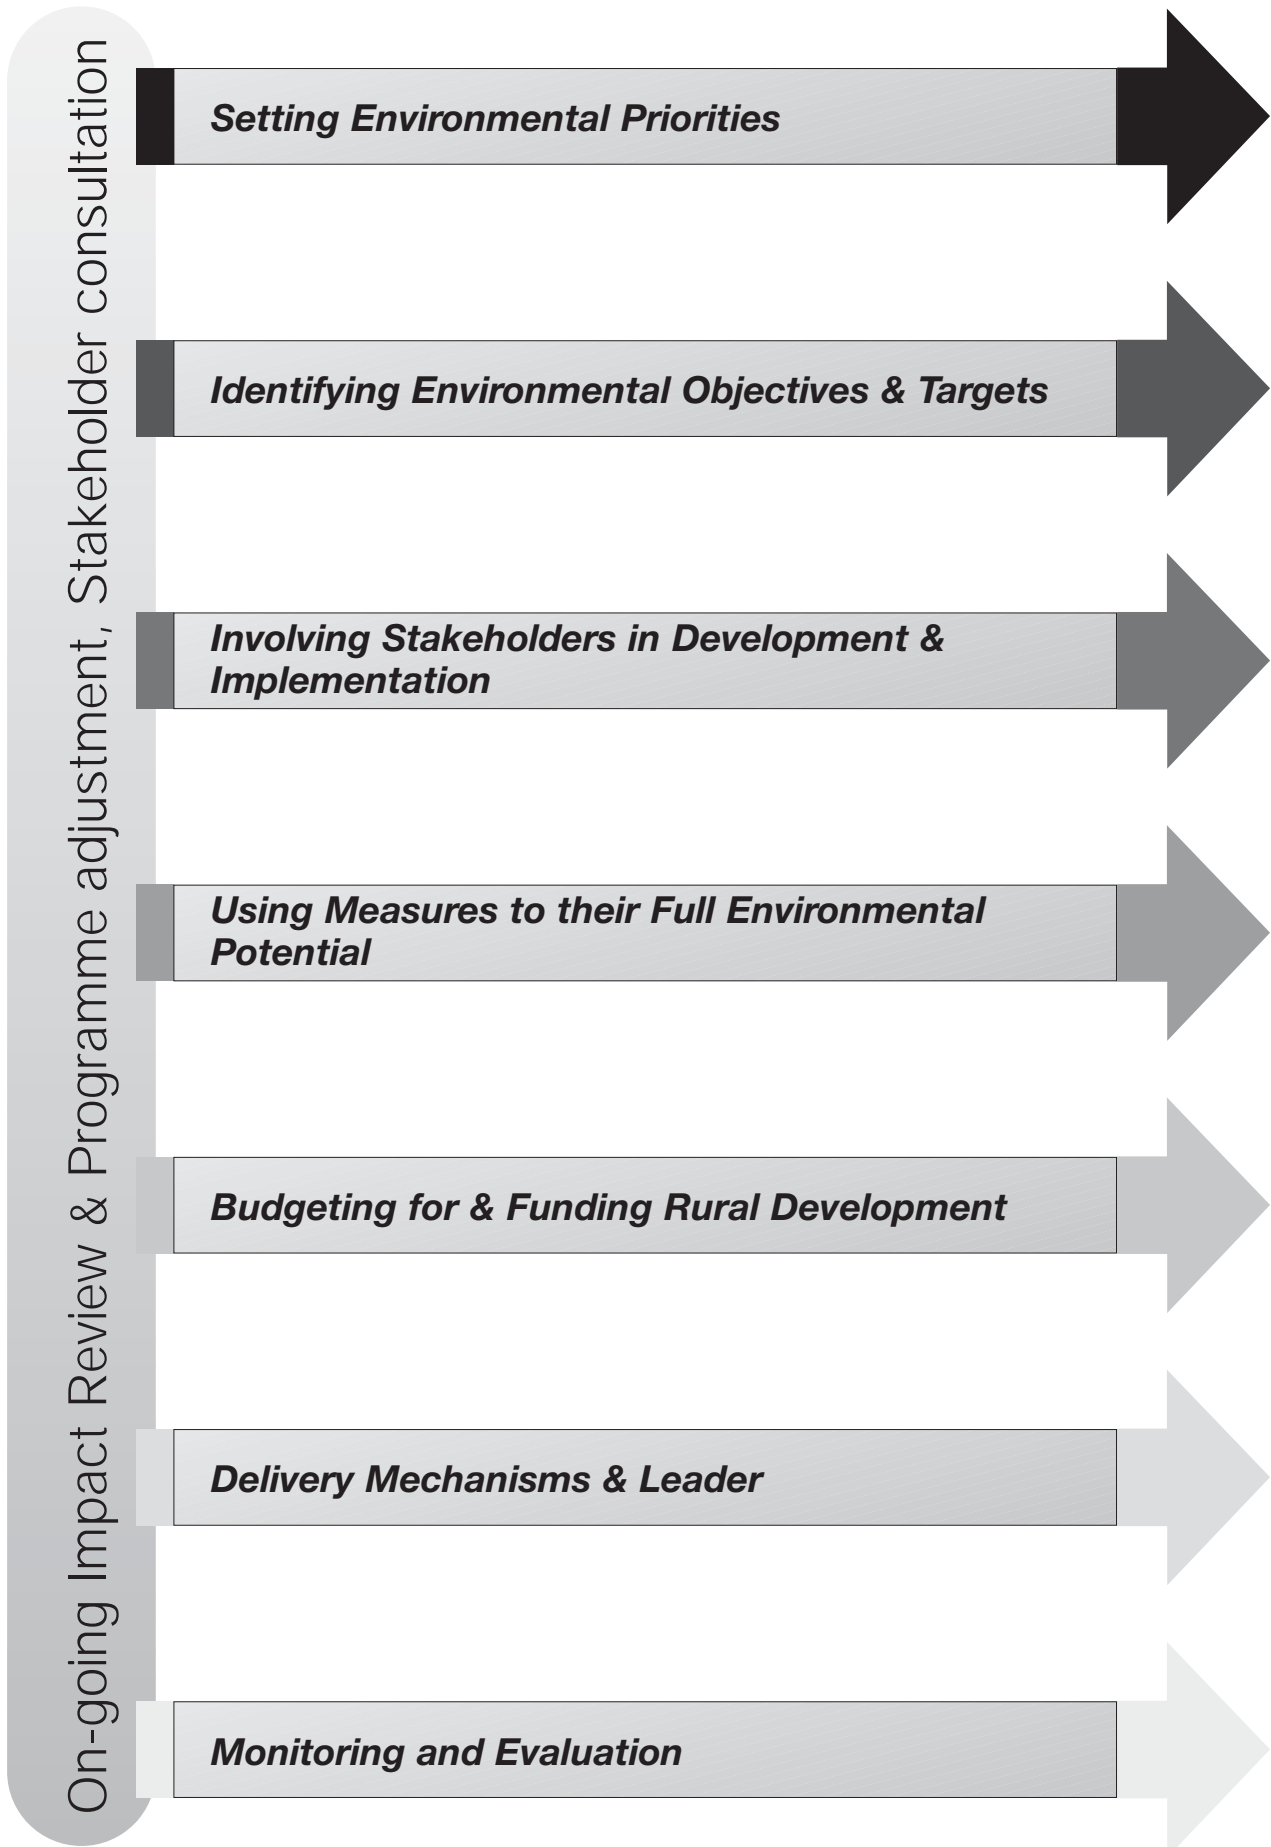 On-going Impact Review & Programme adjustment, Stakeholder consultation
Setting Environmental Priorities
Identifying Environmental Objectives & Targets
Involving Stakeholders in Development &
Implementation
Using Measures to their Full Environmental
Potential
Budgeting for & Funding Rural Development
Delivery Mechanisms & Leader
Monitoring and Evaluation